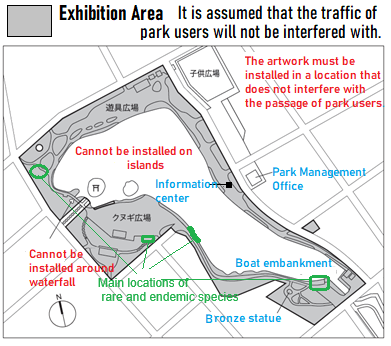 Exhibition Area It is assumed that the traffic of
park users will not be interfered with.
子供広場
The artwork must be
installed in a location that
does not interfere with
the passage of park users
遊具広場
Cannot be installed on
islands
Park Management
Office
Information
center
クヌギ広場
Cannot be
installed around
waterfall
Boat embankment
Main locations of
rare and endemic species
N
Bronze statue